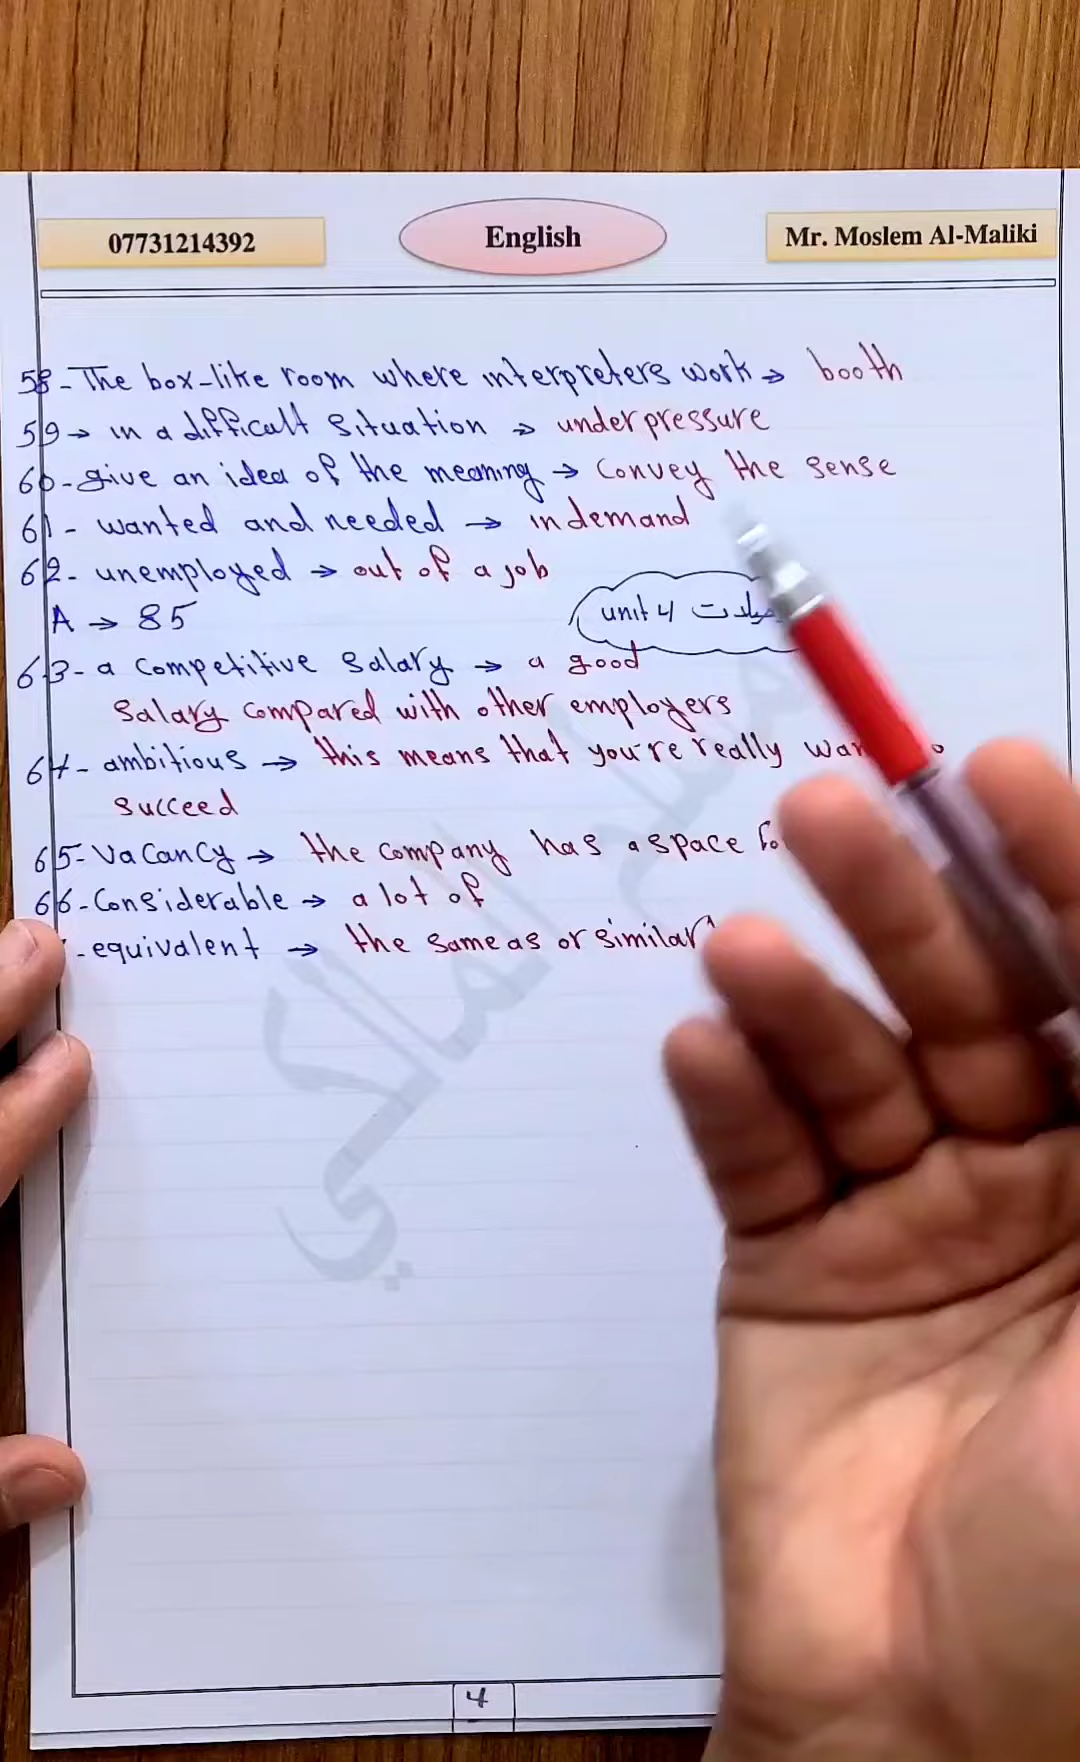 07731214392
English
Mr. Moslem Al-Maliki
58- The box-like room where interpreters work → booth
59 → in a difficult situation → under pressure
60- give an idea of the meaning → convey the sense
61- wanted and needed → in demand
62- unemployed → out of a job
A → 85
unit 4
63- a competitive salary → a good
salary compared with other employers
64- ambitious → this means that you're really
succeed
65- vacancy → the company has a space
66- Considerable → a lot of
- equivalent → the same as or similar
المالكي
4